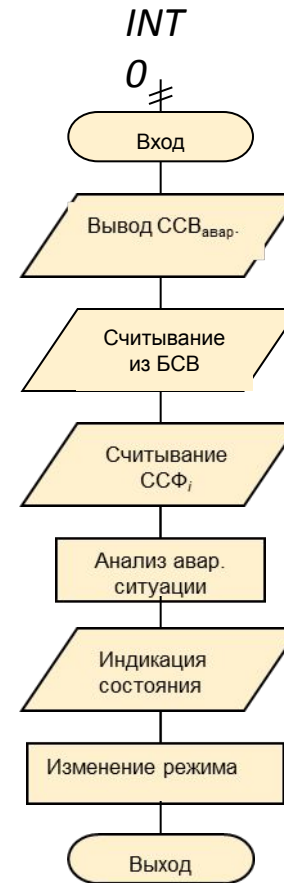 INT
0
Вход
Вывод ССВавар.
Считывание
из БСВ
Считывание
ССФi
Анализ авар.
ситуации
Индикация
состояния
Изменение режима
Выход